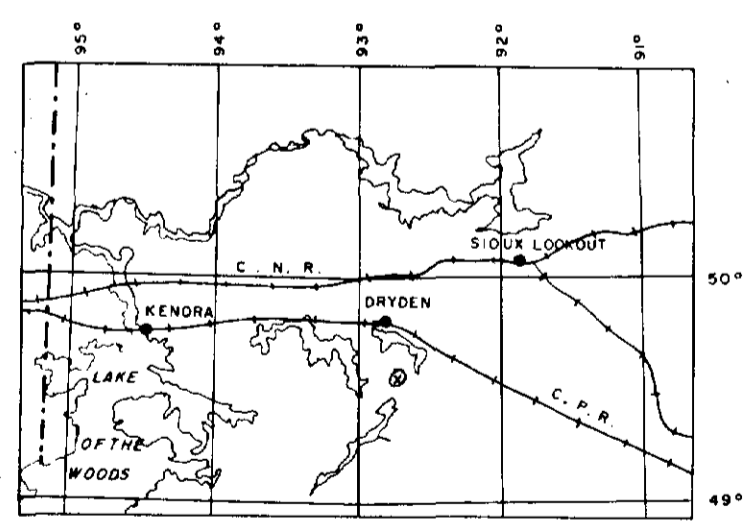 95° 94° 93° 92° 91°
SIOUX LOOKOUT
C. N. R.
50°
DRYDEN
KENORA
LAKE
C. P. R.
OF THE
WOODS
49°